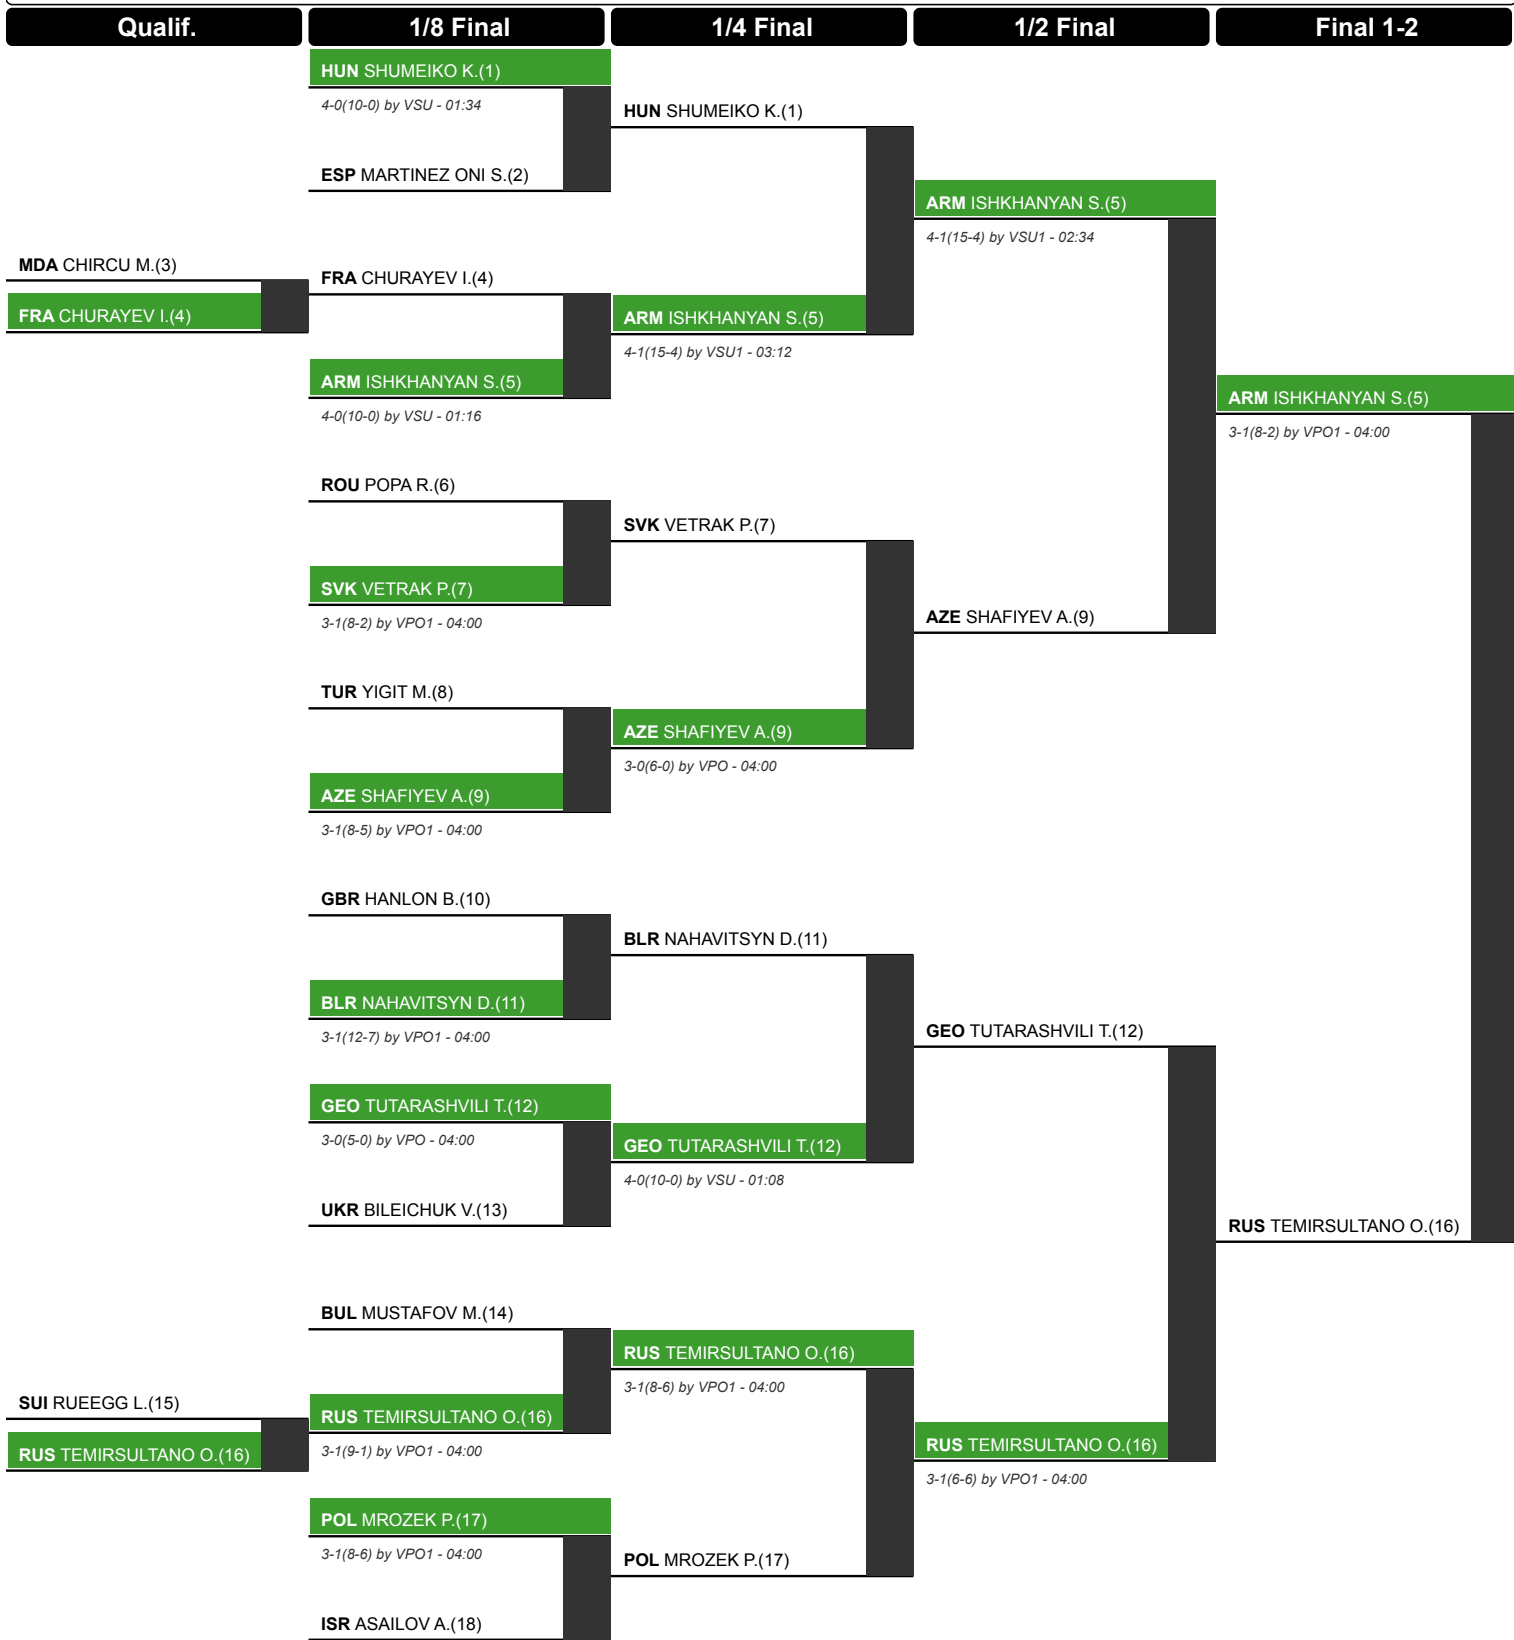 Qualif.
1/8 Final
1/4 Final
1/2 Final
Final 1-2
MDA CHIRCU M.(3)
FRA CHURAYEV I.(4)
SUI RUEEGG L.(15)
RUS TEMIRSULTANO O.(16)
HUN SHUMEIKO K.(1)
4-0(10-0) by VSU - 01:34
ESP MARTINEZ ONI S.(2)
FRA CHURAYEV I.(4)
ARM ISHKHANYAN S.(5)
4-0(10-0) by VSU - 01:16
ROU POPA R.(6)
SVK VETRAK P.(7)
3-1(8-2) by VPO1 - 04:00
TUR YIGIT M.(8)
AZE SHAFIYEV A.(9)
3-1(8-5) by VPO1 - 04:00
GBR HANLON B.(10)
BLR NAHAVITSYN D.(11)
3-1(12-7) by VPO1 - 04:00
GEO TUTARASHVILI T.(12)
3-0(5-0) by VPO - 04:00
UKR BILEICHUK V.(13)
BUL MUSTAFOV M.(14)
RUS TEMIRSULTANO O.(16)
3-1(9-1) by VPO1 - 04:00
POL MROZEK P.(17)
3-1(8-6) by VPO1 - 04:00
ISR ASAILOV A.(18)
HUN SHUMEIKO K.(1)
ARM ISHKHANYAN S.(5)
4-1(15-4) by VSU1 - 03:12
SVK VETRAK P.(7)
AZE SHAFIYEV A.(9)
3-0(6-0) by VPO - 04:00
BLR NAHAVITSYN D.(11)
GEO TUTARASHVILI T.(12)
4-0(10-0) by VSU - 01:08
RUS TEMIRSULTANO O.(16)
3-1(8-6) by VPO1 - 04:00
POL MROZEK P.(17)
ARM ISHKHANYAN S.(5)
4-1(15-4) by VSU1 - 02:34
AZE SHAFIYEV A.(9)
GEO TUTARASHVILI T.(12)
RUS TEMIRSULTANO O.(16)
3-1(6-6) by VPO1 - 04:00
ARM ISHKHANYAN S.(5)
3-1(8-2) by VPO1 - 04:00
RUS TEMIRSULTANO O.(16)